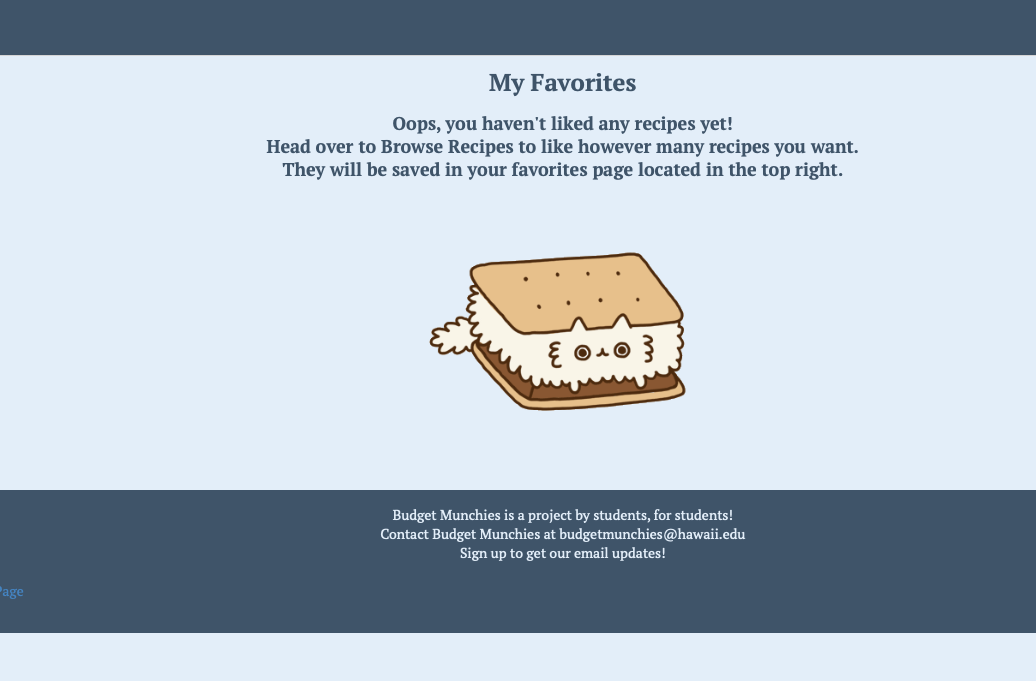 My Favorites
Oops, you haven't liked any recipes yet!
Head over to Browse Recipes to like however many recipes you want.
They will be saved in your favorites page located in the top right.
Budget Munchies is a project by students, for students!
Contact Budget Munchies at budgetmunchies@hawaii.edu
Sign up to get our email updates!
Page